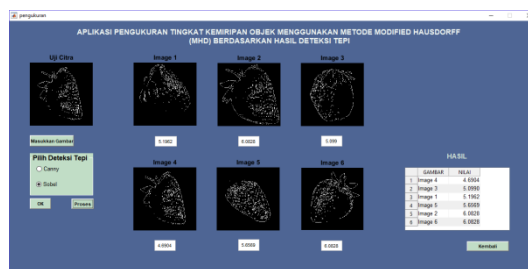 pengukuran
APLIKASI PENGUKURAN TINGKAT KEMIRIPAN OBJEK MENGGUNAKAN METODE MODIFIED HAUSDORFF
(MHD) BERDASARKAN HASIL DETEKSI TEPI
Uji Citra
Image 1
Image 2
Image 3
Masukkan Gambar
5.1962
6.0828
5.099
Pilih Deteksi Tepi
Canny
Sobel
OK
Proses
Image 4
Image 5
Image 6
4.6904
5.6569
6.0828
HASIL
GAMBAR NILAI
1 Image 4 4.6904
2 Image 3 5.0990
3 Image 1 5.1962
4 Image 5 5.6569
5 Image 2 6.0828
6 Image 6 6.0828
Kembali